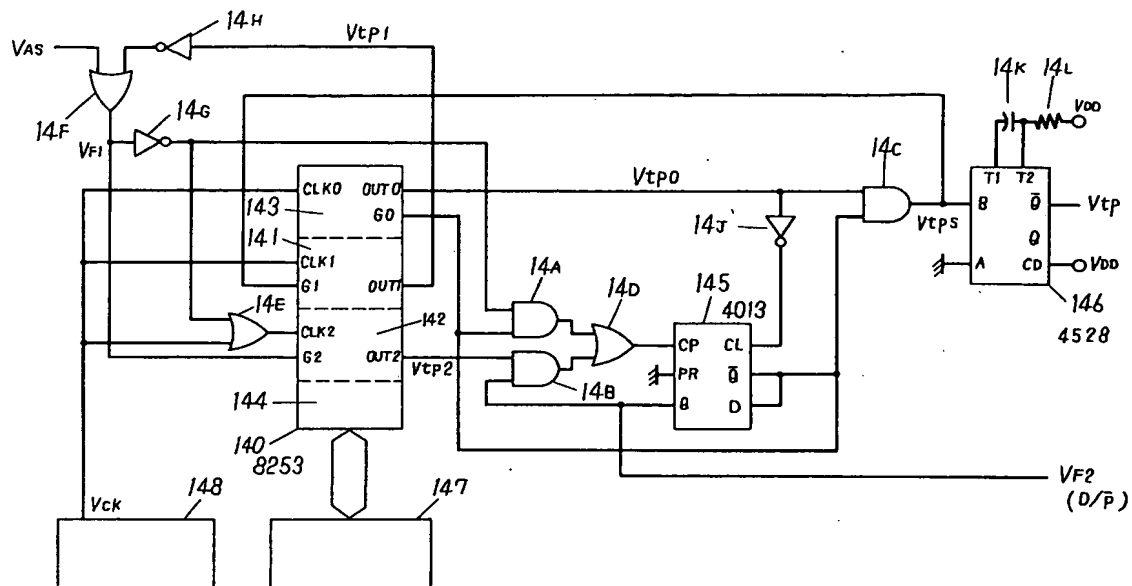 14H
VAS
Vtp1
14F
14G
VF1
14K
14L
VDD
14C
CLK0
OUT0
143
G0
Vtp0
14J'
Vtps
T1
T2
B
Q̅
Vtp
Q
A
CD
VDD
146
4528
141
CLK1
G1
OUT1
14E
142
CLK2
G2
OUT2
Vtp2
14A
14D
14B
145
4013
CP
CL
PR
Q̅
Q
D
144
140
8253
VF2
(D/P̅)
Vck
148
147